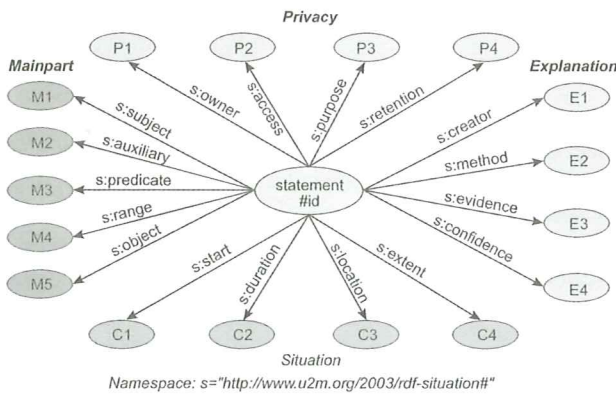 Privacy
P1 P2 P3 P4
Mainpart
Explanation
M1
M2
M3
M4
M5
s:subject
s:auxiliary
s:predicate
s:range
s:object
s:owner
s:access
s:purpose
s:retention
statement
#id
s:creator
s:method
s:evidence
s:confidence
E1
E2
E3
E4
s:start
s:duration
s:location
s:extent
C1 C2 C3 C4
Situation
Namespace: s="http://www.u2m.org/2003/rdf-situation#"